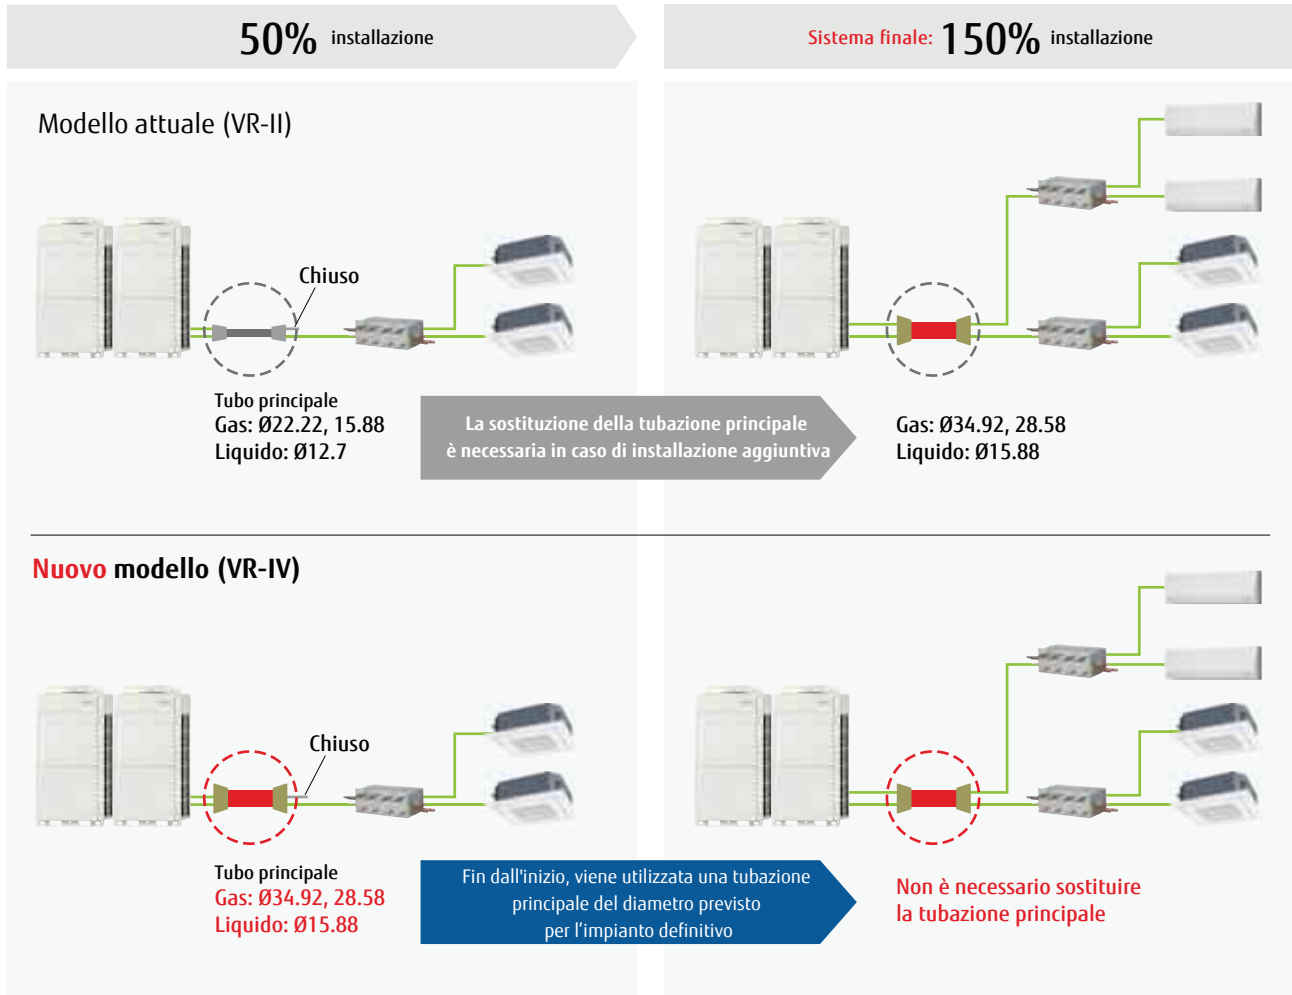 50% installazione
Sistema finale: 150% installazione
Modello attuale (VR-II)
Chiuso
Tubo principale
Gas: Ø22.22, 15.88
Liquido: Ø12.7
La sostituzione della tubazione principale
è necessaria in caso di installazione aggiuntiva
Gas: Ø34.92, 28.58
Liquido: Ø15.88
Nuovo modello (VR-IV)
Chiuso
Tubo principale
Gas: Ø34.92, 28.58
Liquido: Ø15.88
Fin dall'inizio, viene utilizzata una tubazione
principale del diametro previsto
per l’impianto definitivo
Non è necessario sostituire
la tubazione principale